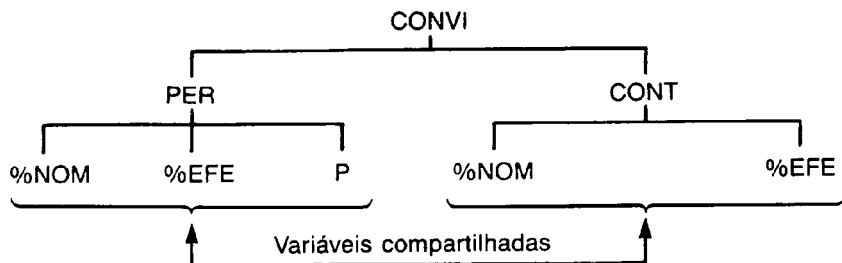 CONVI
PER CONT
%NOM %EFE P %NOM %EFE
Variáveis compartilhadas